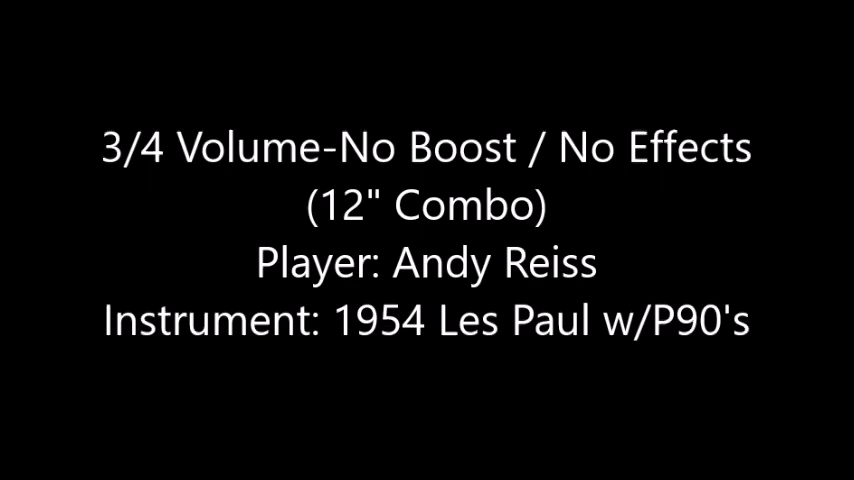 3/4 Volume-No Boost / No Effects
(12" Combo)
Player: Andy Reiss
Instrument: 1954 Les Paul w/P90's